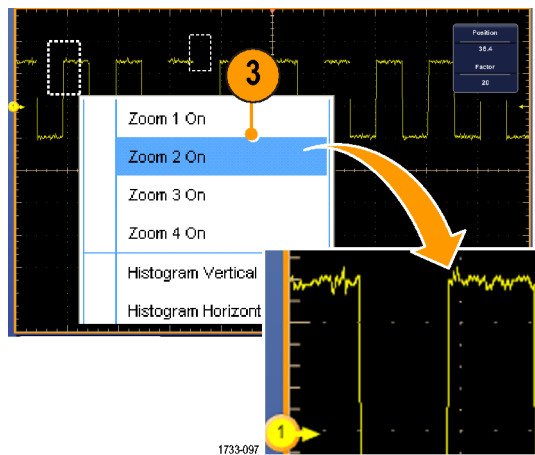 Position
36.4
Factor
20
3
Zoom 1 On
Zoom 2 On
Zoom 3 On
Zoom 4 On
Histogram Vertical
Histogram Horizont
1
1
1733-097